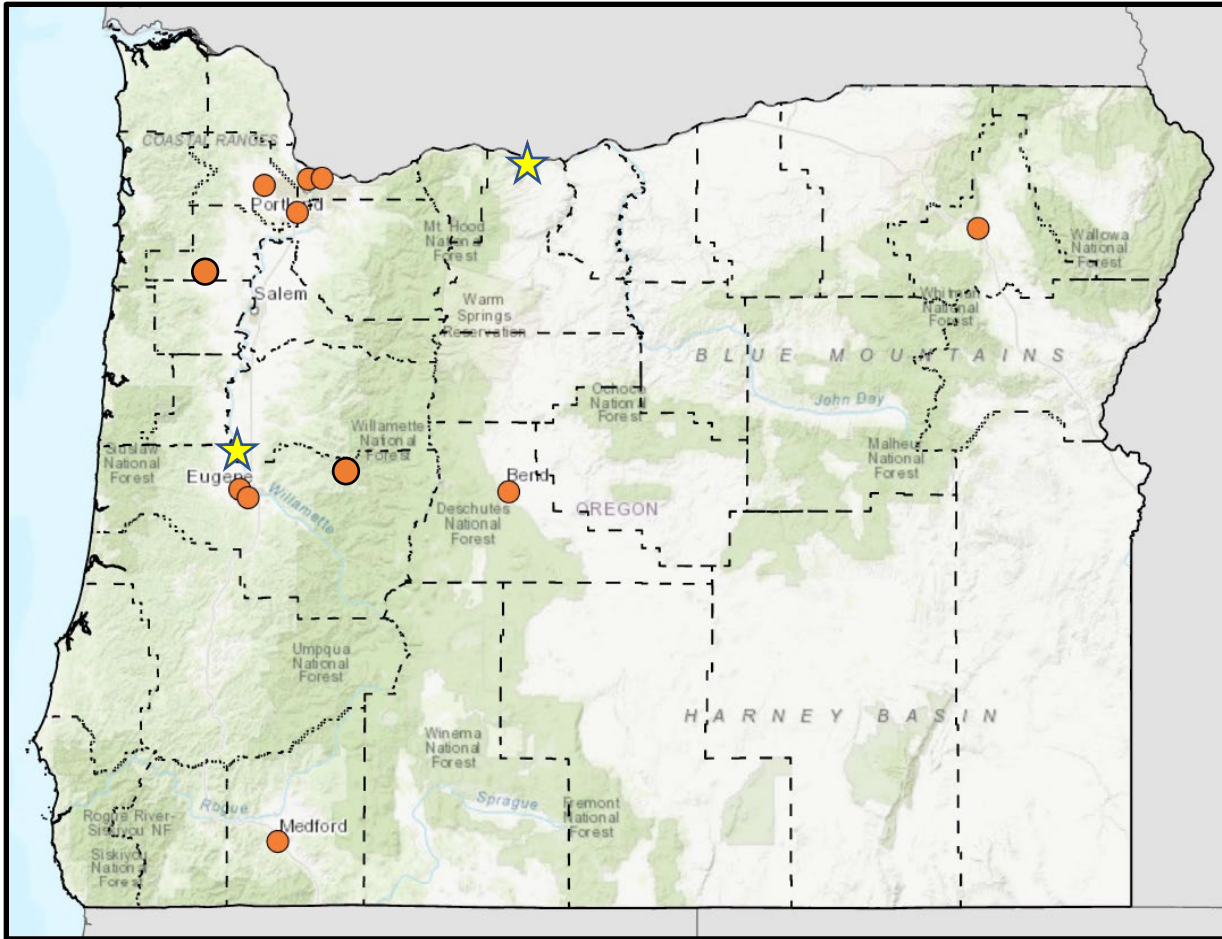 COASTAL RANGES
Portland
Mt. Hood
National
Forest
Wallowa
National
Forest
Salem
Warm
Springs
Reservation
Whitman
National
Forest
BLUE MOUNTAINS
Ochoco
National
Forest
John Day
Willamette
National
Forest
Siuslaw
National
Forest
Malheur
National
Forest
Eugene
Willamette
Bend
Deschutes
National
Forest
OREGON
Umpqua
National
Forest
HARNEY BASIN
Winema
National
Forest
Rogue
Sprague
Fremont
National
Forest
Rogue River-
Siskiyou NF
Medford
Siskiyou
National
Forest